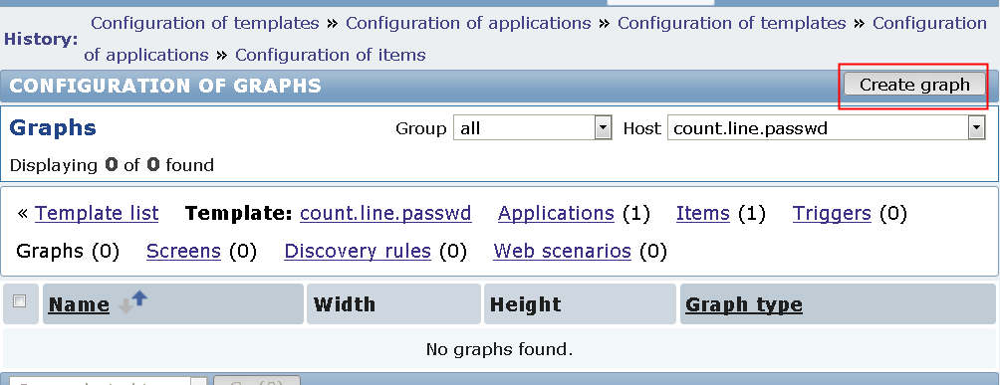 Configuration of templates » Configuration of applications » Configuration of templates » Configuration
History:
of applications » Configuration of items
CONFIGURATION OF GRAPHS Create graph
Graphs Group all Host count.line.passwd
Displaying 0 of 0 found
« Template list Template: count.line.passwd Applications (1) Items (1) Triggers (0)
Graphs (0) Screens (0) Discovery rules (0) Web scenarios (0)
Name Width Height Graph type
No graphs found.